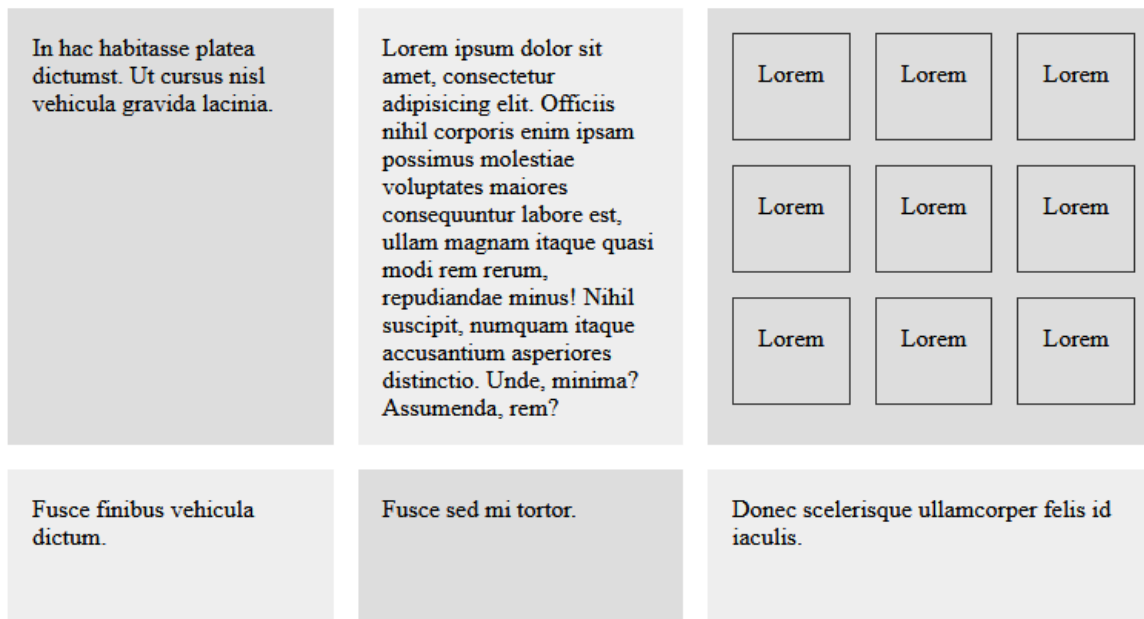 In hac habitasse platea
dictumst. Ut cursus nisl
vehicula gravida lacinia.
Lorem ipsum dolor sit
amet, consectetur
adipisicing elit. Officiis
nihil corporis enim ipsam
possimus molestiae
voluptates maiores
consequuntur labore est,
ullam magnam itaque quasi
modi rem rerum,
repudiandae minus! Nihil
suscipit, numquam itaque
accusantium asperiores
distinctio. Unde, minima?
Assumenda, rem?
Lorem Lorem Lorem
Lorem Lorem Lorem
Lorem Lorem Lorem
Fusce finibus vehicula
dictum.
Fusce sed mi tortor.
Donec scelerisque ullamcorper felis id
iaculis.